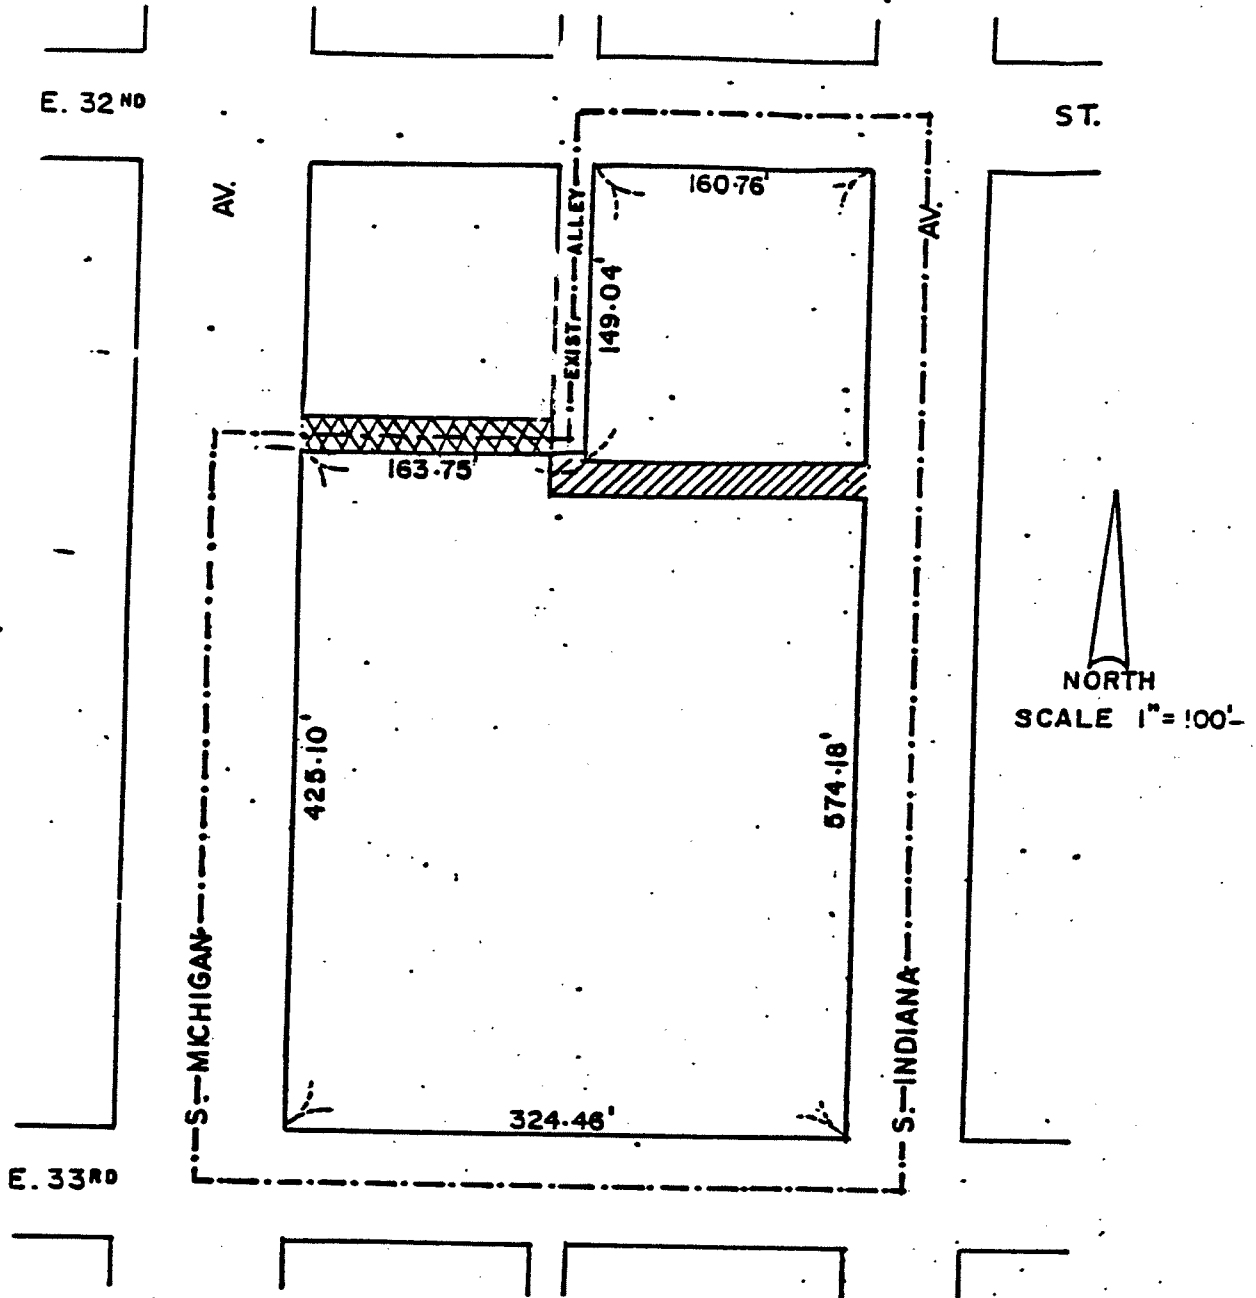 E. 32ND
ST.
AV.
AV.
160.76'
EXIST. ALLEY
149.04'
163.75'
NORTH
SCALE 1" = 100'
425.10'
574.18'
S. MICHIGAN
S. INDIANA
324.46'
E. 33RD